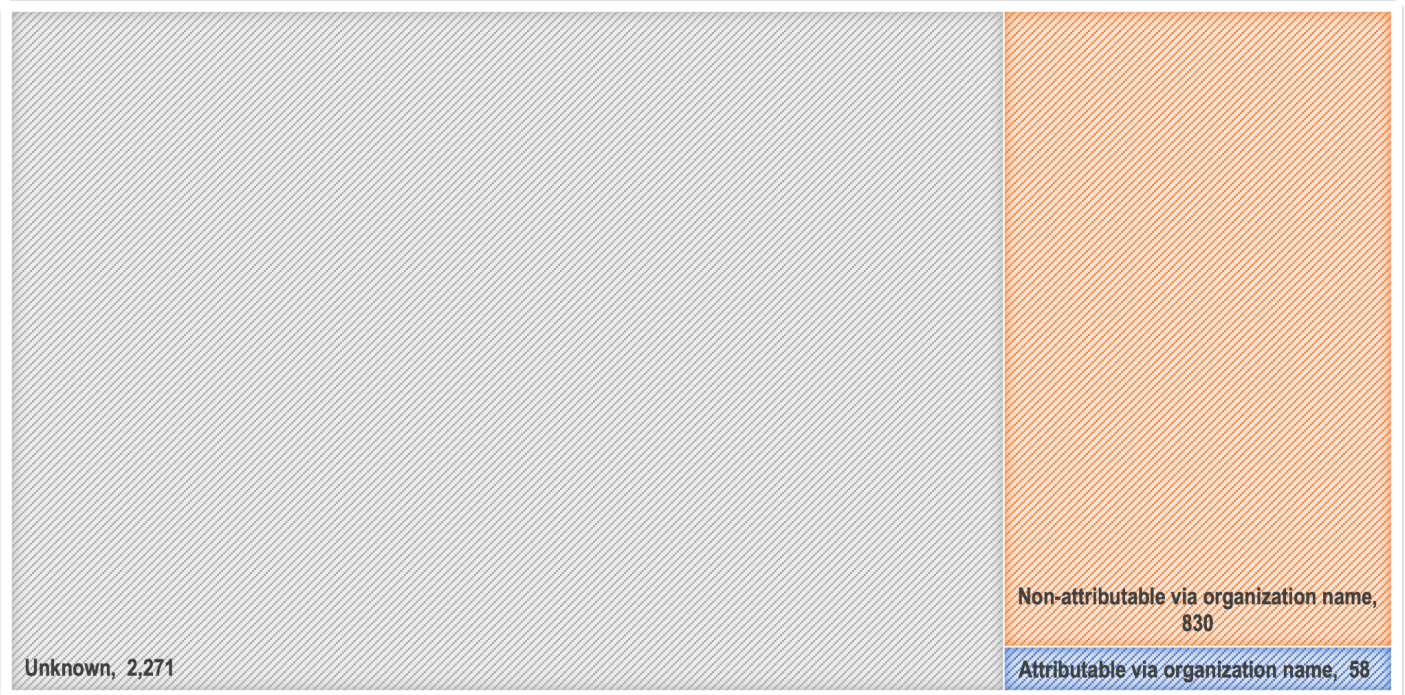 Non-attributable via organization name,
830
Unknown, 2,271
Attributable via organization name, 58